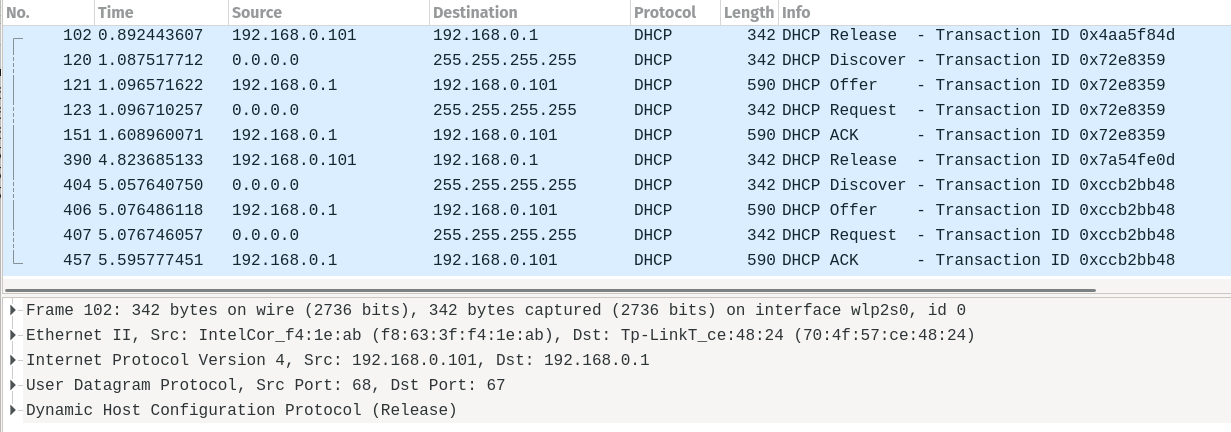 No. Time Source Destination Protocol Length Info
102 0.892443607 192.168.0.101 192.168.0.1 DHCP 342 DHCP Release - Transaction ID 0x4aa5f84d
120 1.087517712 0.0.0.0 255.255.255.255 DHCP 342 DHCP Discover - Transaction ID 0x72e8359
121 1.096571622 192.168.0.1 192.168.0.101 DHCP 590 DHCP Offer - Transaction ID 0x72e8359
123 1.096710257 0.0.0.0 255.255.255.255 DHCP 342 DHCP Request - Transaction ID 0x72e8359
151 1.608960071 192.168.0.1 192.168.0.101 DHCP 590 DHCP ACK - Transaction ID 0x72e8359
390 4.823685133 192.168.0.101 192.168.0.1 DHCP 342 DHCP Release - Transaction ID 0x7a54fe0d
404 5.057640750 0.0.0.0 255.255.255.255 DHCP 342 DHCP Discover - Transaction ID 0xccb2bb48
406 5.076486118 192.168.0.1 192.168.0.101 DHCP 590 DHCP Offer - Transaction ID 0xccb2bb48
407 5.076746057 0.0.0.0 255.255.255.255 DHCP 342 DHCP Request - Transaction ID 0xccb2bb48
457 5.595777451 192.168.0.1 192.168.0.101 DHCP 590 DHCP ACK - Transaction ID 0xccb2bb48
Frame 102: 342 bytes on wire (2736 bits), 342 bytes captured (2736 bits) on interface wlp2s0, id 0
Ethernet II, Src: IntelCor_f4:1e:ab (f8:63:3f:f4:1e:ab), Dst: Tp-LinkT_ce:48:24 (70:4f:57:ce:48:24)
Internet Protocol Version 4, Src: 192.168.0.101, Dst: 192.168.0.1
User Datagram Protocol, Src Port: 68, Dst Port: 67
Dynamic Host Configuration Protocol (Release)